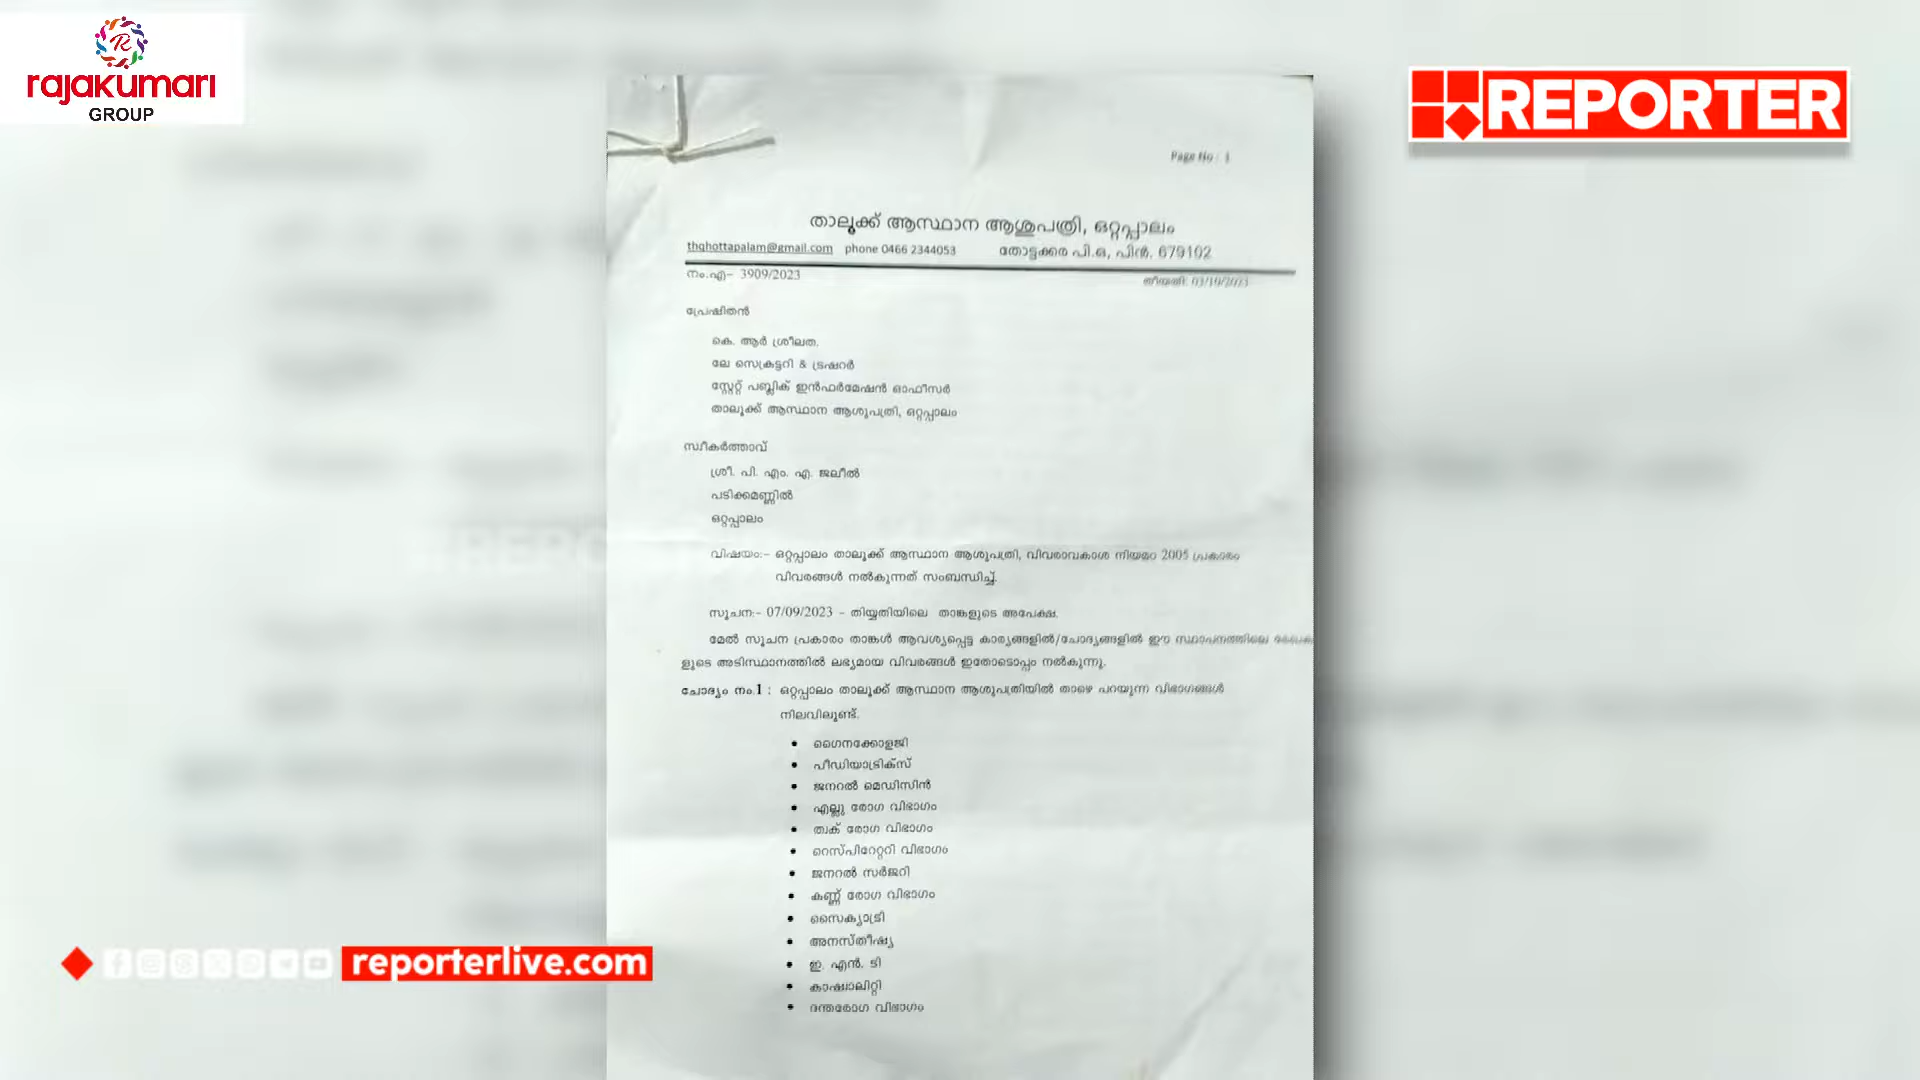 rajakumari
GROUP
REPORTER
Page No : 1
താലൂക്ക് ആസ്ഥാന ആശുപത്രി, ഒറ്റപ്പാലം
thqhottapalam@gmail.com phone 0466 2344053 തോട്ടക്കര പി.ഒ, പിൻ. 679102
നം.എ– 3909/2023
തീയതി: 03/10/2023
പ്രേഷിതൻ
കെ. ആർ ശ്രീലത.
ലേ സെക്രട്ടറി & ട്രഷറർ
സ്റ്റേറ്റ് പബ്ലിക് ഇൻഫർമേഷൻ ഓഫീസർ
താലൂക്ക് ആസ്ഥാന ആശുപത്രി, ഒറ്റപ്പാലം
സ്വീകർത്താവ്
ശ്രീ. പി. എം. എ. ജലീൽ
പടിക്കമണ്ണിൽ
ഒറ്റപ്പാലം
വിഷയം:– ഒറ്റപ്പാലം താലൂക്ക് ആസ്ഥാന ആശുപത്രി, വിവരാവകാശ നിയമം 2005 പ്രകാരം
വിവരങ്ങൾ നൽകുന്നത് സംബന്ധിച്ച്.
സൂചന:– 07/09/2023 – തിയ്യതിയിലെ താങ്കളുടെ അപേക്ഷ.
മേൽ സൂചന പ്രകാരം താങ്കൾ ആവശ്യപ്പെട്ട കാര്യങ്ങളിൽ/ചോദ്യങ്ങളിൽ ഈ സ്ഥാപനത്തിലെ
ളുടെ അടിസ്ഥാനത്തിൽ ലഭ്യമായ വിവരങ്ങൾ ഇതോടൊപ്പം നൽകുന്നു.
ചോദ്യം നം.1 : ഒറ്റപ്പാലം താലൂക്ക് ആസ്ഥാന ആശുപത്രിയിൽ താഴെ പറയുന്ന വിഭാഗങ്ങൾ
നിലവിലുണ്ട്.
• ഗൈനക്കോളജി
• പീഡിയാട്രിക്സ്
• ജനറൽ മെഡിസിൻ
• എല്ലു രോഗ വിഭാഗം
• ത്വക് രോഗ വിഭാഗം
• റെസ്പിറേറ്ററി വിഭാഗം
• ജനറൽ സർജറി
• കണ്ണ് രോഗ വിഭാഗം
• സൈക്യാട്രി
• അനസ്തീഷ്യ
• ഇ. എൻ. ടി
• കാഷ്വാലിറ്റി
• ദന്തരോഗ വിഭാഗം
reporterlive.com